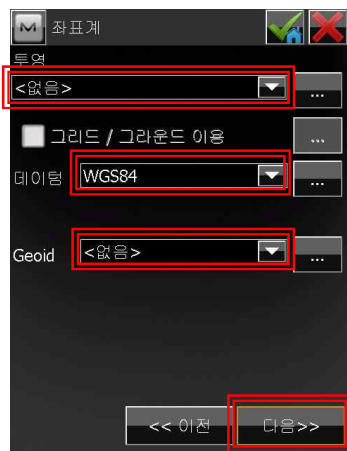 M 좌표계
투영
<없음>
...
그리드 / 그라운드 이용
...
데이텀 WGS84
...
Geoid <없음>
...
<< 이전 다음>>